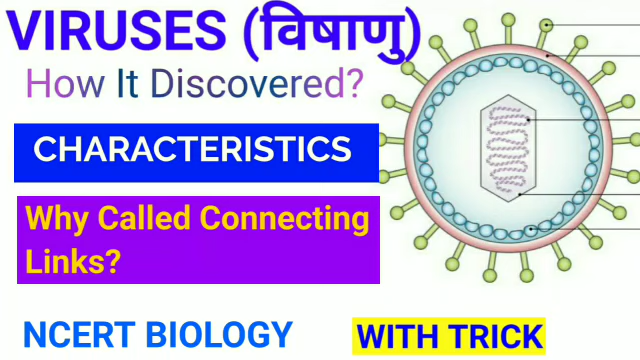 VIRUSES (विषाणु)
How It Discovered?
CHARACTERISTICS
Why Called Connecting
Links?
NCERT BIOLOGY
WITH TRICK